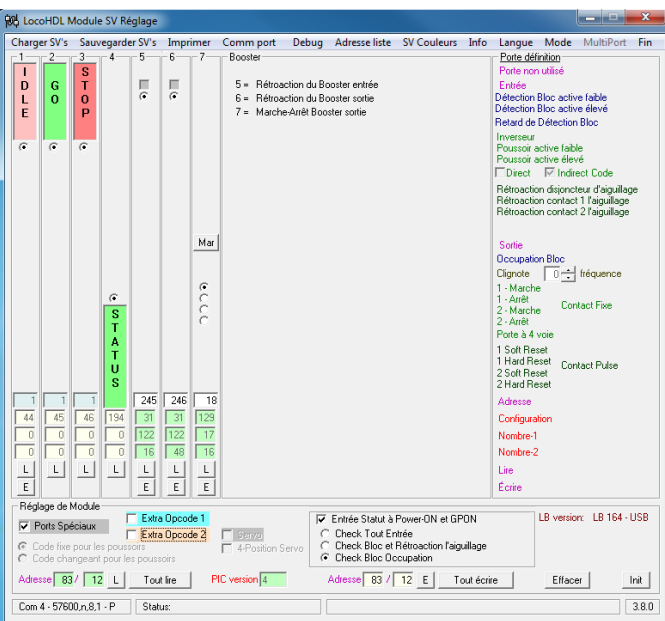 LocoHDL Module SV Réglage
Charger SV's Sauvegarder SV's Imprimer Comm port Debug Adresse liste SV Couleurs Info Langue Mode MultiPort Fin
1 2 3 4 5 6 7 Booster Porte définition
IDLE
GO
STOP
5 = Rétroaction du Booster entrée
6 = Rétroaction du Booster sortie
7 = Marche-Arrêt Booster sortie
Porte non utilisé
Entrée
Détection Bloc active faible
Détection Bloc active élevé
Retard de Détection Bloc
Inverseur
Poussoir active faible
Poussoir active élevé
Direct Indirect Code
Rétroaction disjoncteur d'aiguillage
Rétroaction contact 1 l'aiguillage
Rétroaction contact 2 l'aiguillage
Mar
Sortie
Occupation Bloc
Clignote 0 fréquence
1 - Marche
1 - Arrêt
2 - Marche
2 - Arrêt
Contact Fixe
Porte à 4 voie
STATUS
1 Soft Reset
1 Hard Reset
2 Soft Reset
2 Hard Reset
Contact Pulse
1 1 1 245 246 18 Adresse
44 45 46 194 31 31 129 Configuration
0 0 0 0 122 122 17 Nombre-1
0 0 0 0 16 48 16 Nombre-2
L L L L L L L Lire
E E E E Écrire
Réglage de Module
Ports Spéciaux
Extra Opcode 1
Extra Opcode 2
Code fixe pour les poussoirs
Code changeant pour les poussoirs
Servo
4-Position Servo
Entrée Statut à Power-ON et GPON
Check Tout Entrée
Check Bloc et Rétroaction l'aiguillage
Check Bloc Occupation
LB version: LB 164 - USB
Adresse 83 / 12 L Tout lire PIC version 4 Adresse 83 / 12 E Tout écrire Effacer Init
Com 4 - 57600,n,8,1 - P Status: 3.8.0